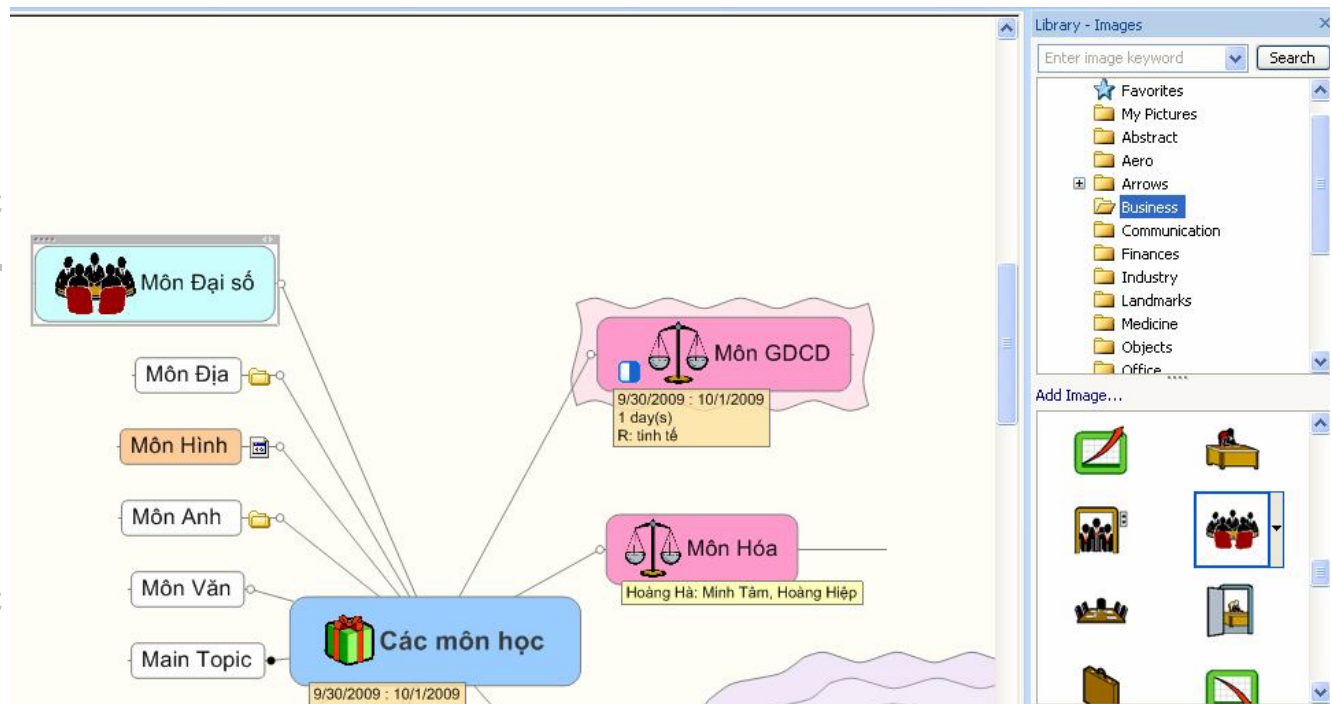 Library - Images
Enter image keyword
Search
Favorites
My Pictures
Abstract
Aero
Arrows
Business
Communication
Finances
Industry
Landmarks
Medicine
Objects
Office
Add Image...
Môn Đại số
Môn Địa
Môn Hình
Môn Anh
Môn Văn
Main Topic
Các môn học
9/30/2009 : 10/1/2009
Môn GDCD
9/30/2009 : 10/1/2009
1 day(s)
R: tinh tế
Môn Hóa
Hoàng Hà: Minh Tâm, Hoàng Hiệp